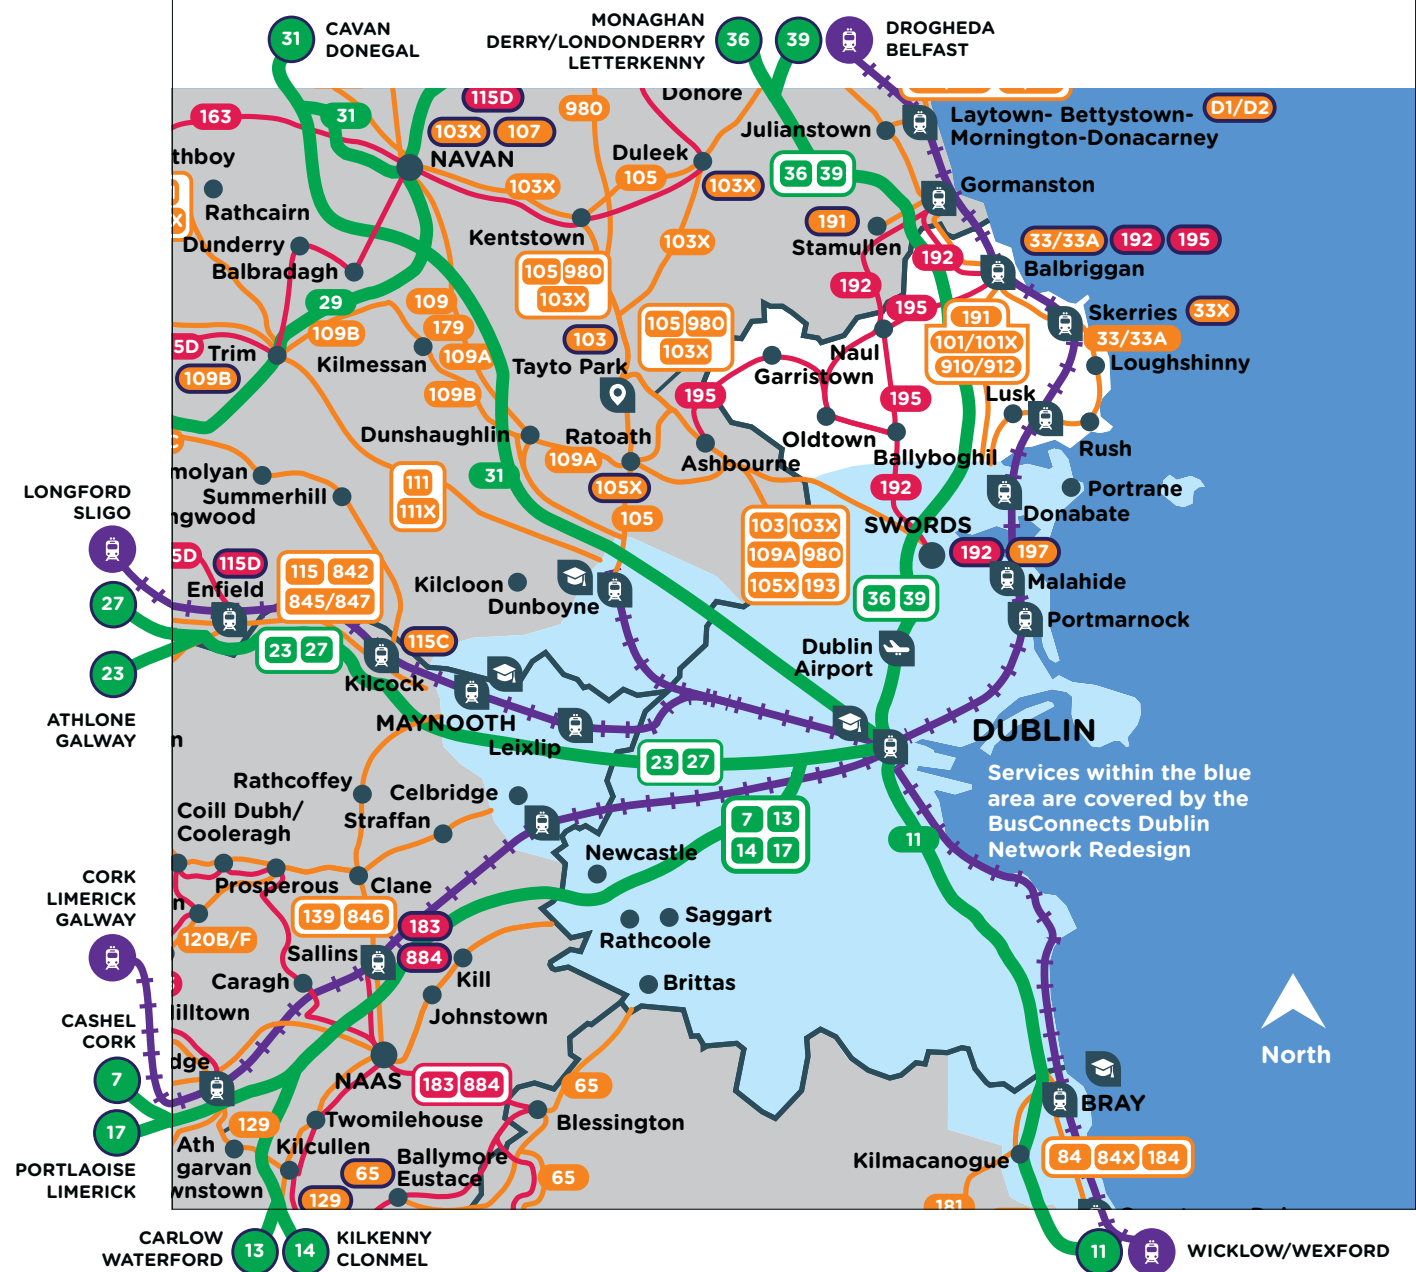 31
CAVAN
DONEGAL
MONAGHAN
DERRY/LONDONDERRY
LETTERKENNY
36
39
DROGHEDA
BELFAST
163
31
115D
103X
107
980
Donore
Julianstown
Laytown- Bettystown-
Mornington-Donacarney
D1/D2
thboy
NAVAN
Duleek
105
103X
103X
36 39
Gormanston
Rathcairn
X
Kentstown
103X
191
Stamullen
192
33/33A
192
195
Balbriggan
Dunderry
Balbradagh
105 980
103X
192
195
29
109
109B
179
109A
105 980
103X
191
101/101X
910/912
Skerries
33X
33/33A
Loughshinny
5D
Trim
109B
Kilmessan
109B
103
Tayto Park
Naul
Garristown
195
195
Lusk
Rush
Dunshaughlin
109A
Ratoath
105X
Ashbourne
Oldtown
Ballyboghil
C
molyan
Summerhill
ngwood
111
111X
31
105
192
Portrane
Donabate
LONGFORD
SLIGO
103 103X
109A 980
105X 193
SWORDS
192
197
Malahide
5D
115D
Enfield
115 842
845/847
Kilcloon
Dunboyne
36 39
Portmarnock
27
23
23 27
115C
Kilcock
Dublin
Airport
ATHLONE
GALWAY
n
MAYNOOTH
Leixlip
23 27
DUBLIN
Services within the blue
area are covered by the
BusConnects Dublin
Network Redesign
Rathcoffey
Celbridge
Coill Dubh/
Cooleragh
Straffan
7 13
14 17
11
Newcastle
CORK
LIMERICK
GALWAY
Prosperous
Clane
n
139 846
183
884
120B/F
Sallins
Saggart
Rathcoole
Caragh
Kill
Brittas
illtown
Johnstown
CASHEL
CORK
North
dge
7
NAAS
183 884
65
BRAY
17
129
Twomilehouse
Blessington
Ath
garvan
Kilcullen
Ballymore
Eustace
65
65
Kilmacanogue
84 84X 184
PORTLAOISE
LIMERICK
wnstown
129
181
CARLOW
WATERFORD
13
14
KILKENNY
CLONMEL
11
WICKLOW/WEXFORD